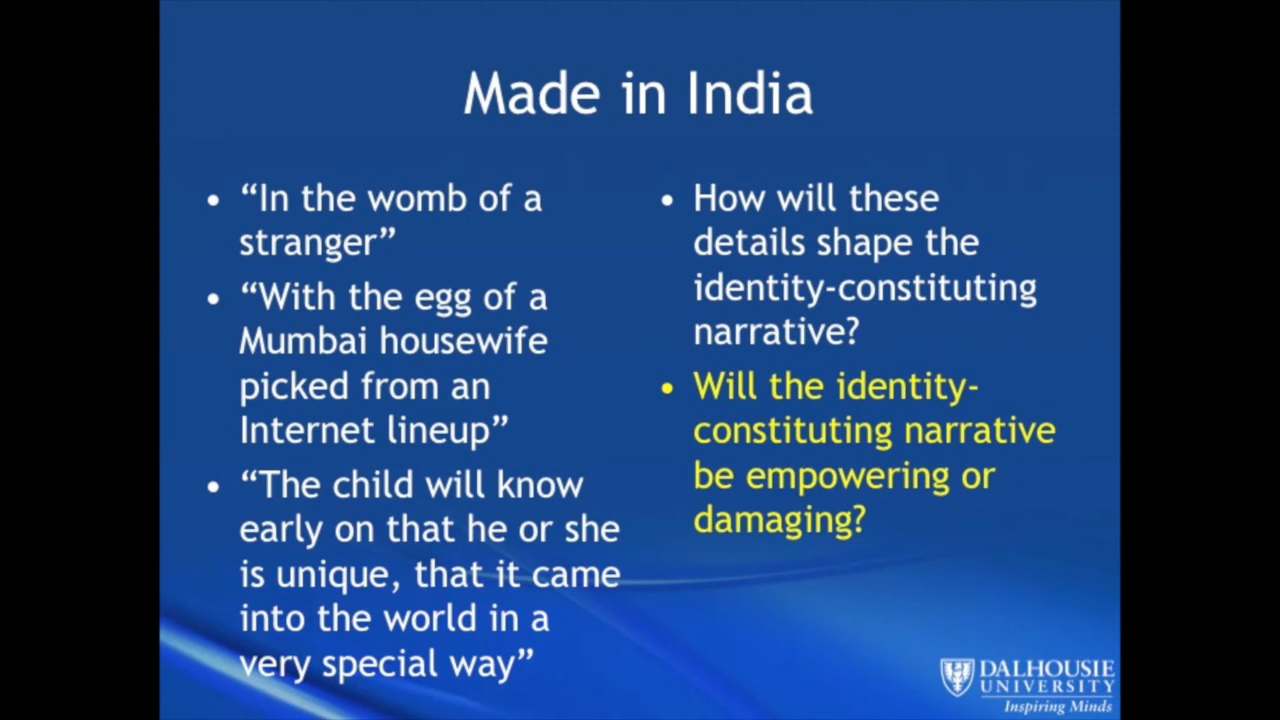 Made in India
• “In the womb of a
stranger”
• “With the egg of a
Mumbai housewife
picked from an
Internet lineup”
• “The child will know
early on that he or she
is unique, that it came
into the world in a
very special way”
• How will these
details shape the
identity-constituting
narrative?
• Will the identity-
constituting narrative
be empowering or
damaging?
DALHOUSIE
UNIVERSITY
Inspiring Minds